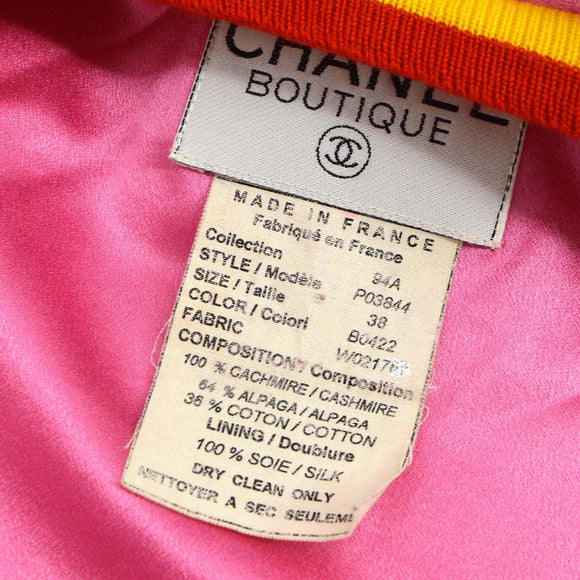 CHANEL
BOUTIQUE
MADE IN FRANCE
Fabriqué en France
Collection 94A
STYLE / Modèle P03844
SIZE / Taille 38
COLOR / Colori B0422
FABRIC
COMPOSITION / Composition
100 % CACHMIRE / CASHMIRE
64 % ALPAGA / ALPAGA
36 % COTON / COTTON
LINING / Doublure
100 % SOIE / SILK
DRY CLEAN ONLY
NETTOYER A SEC SEULEME